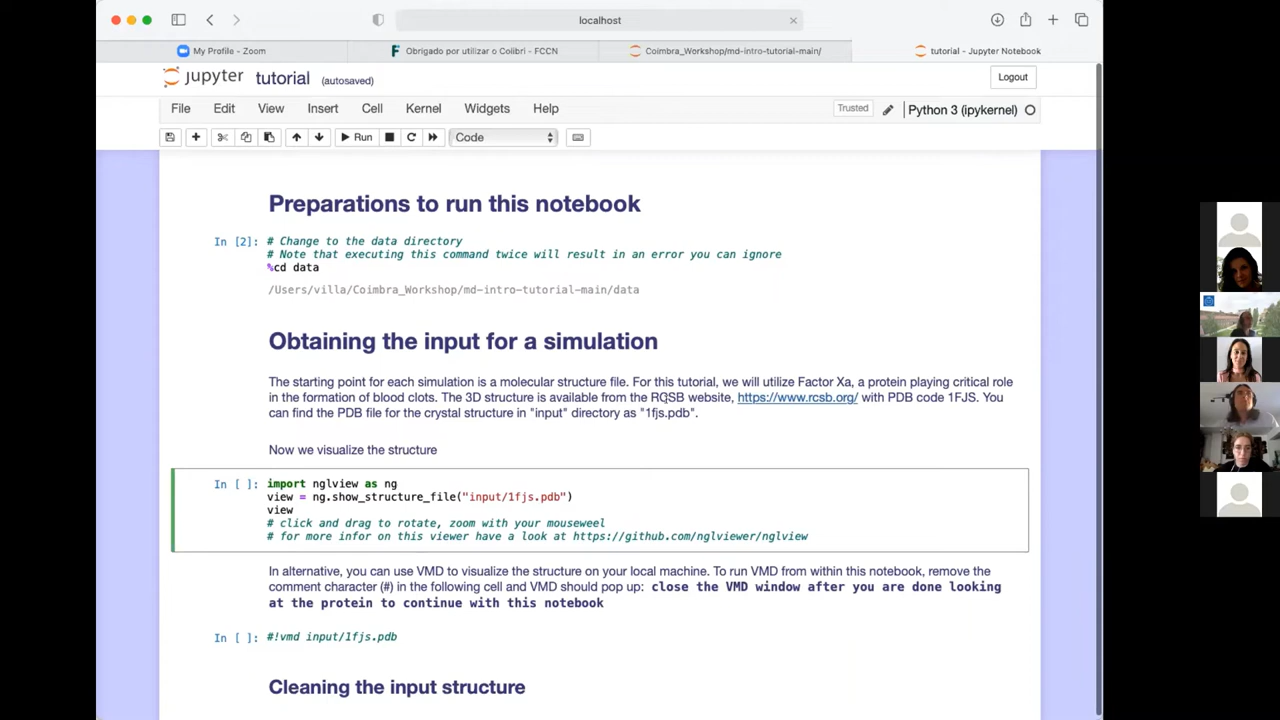 localhost
My Profile - Zoom
Obrigado por utilizar o Colibri - FCCN
Coimbra_Workshop/md-intro-tutorial-main/
tutorial - Jupyter Notebook
jupyter tutorial (autosaved)
Logout
File Edit View Insert Cell Kernel Widgets Help
Trusted
Python 3 (ipykernel)
Run
Code
Preparations to run this notebook
In [2]: # Change to the data directory
# Note that executing this command twice will result in an error you can ignore
%cd data
/Users/villa/Coimbra_Workshop/md-intro-tutorial-main/data
Obtaining the input for a simulation
The starting point for each simulation is a molecular structure file. For this tutorial, we will utilize Factor Xa, a protein playing critical role
in the formation of blood clots. The 3D structure is available from the RCSB website, https://www.rcsb.org/ with PDB code 1FJS. You
can find the PDB file for the crystal structure in "input" directory as "1fjs.pdb".
Now we visualize the structure
In [ ]: import nglview as ng
view = ng.show_structure_file("input/1fjs.pdb")
view
# click and drag to rotate, zoom with your mouseweel
# for more infor on this viewer have a look at https://github.com/nglviewer/nglview
In alternative, you can use VMD to visualize the structure on your local machine. To run VMD from within this notebook, remove the
comment character (#) in the following cell and VMD should pop up: close the VMD window after you are done looking
at the protein to continue with this notebook
In [ ]: #!vmd input/1fjs.pdb
Cleaning the input structure